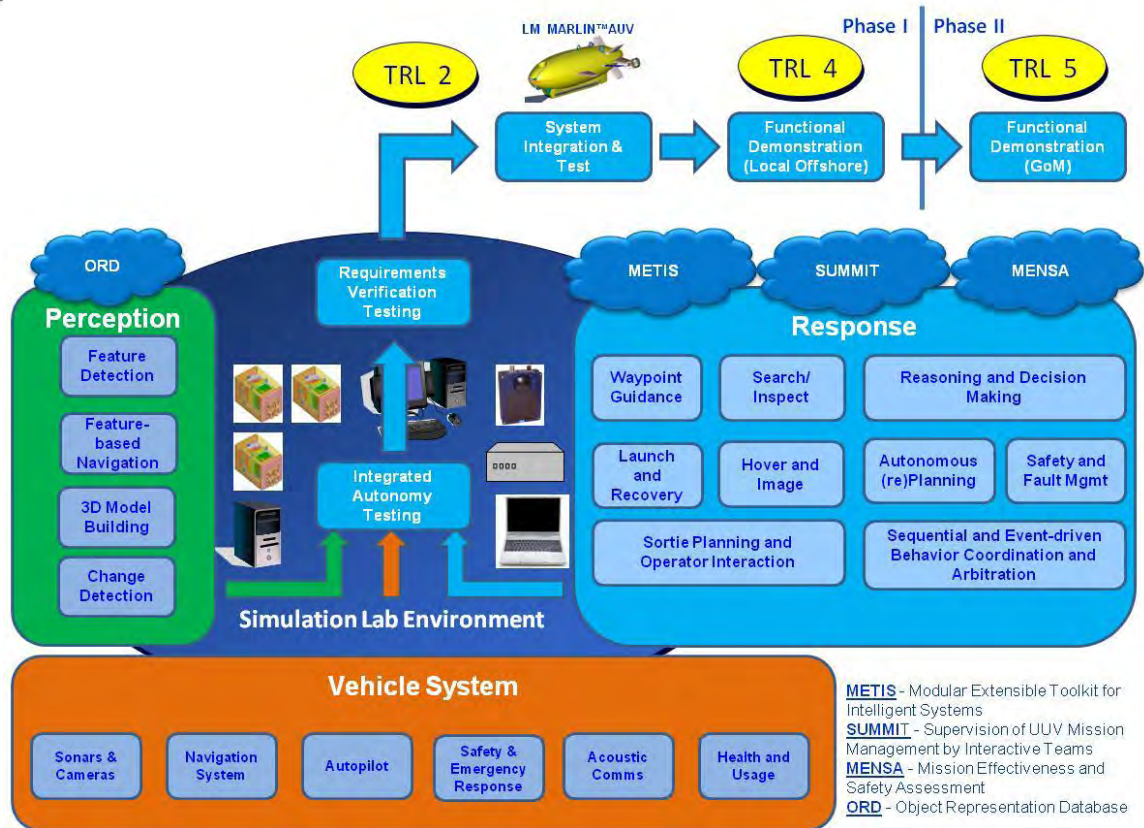 LM MARLIN™AUV
Phase I
Phase II
TRL 2
TRL 4
TRL 5
System
Integration &
Test
Functional
Demonstration
(Local Offshore)
Functional
Demonstration
(GoM)
ORD
METIS
SUMMIT
MENSA
Requirements
Verification
Testing
Perception
Feature
Detection
Feature-
based
Navigation
3D Model
Building
Change
Detection
Integrated
Autonomy
Testing
Simulation Lab Environment
Response
Waypoint
Guidance
Search/
Inspect
Reasoning and Decision
Making
Launch
and
Recovery
Hover and
Image
Autonomous
(re)Planning
Safety and
Fault Mgmt
Sortie Planning and
Operator Interaction
Sequential and Event-driven
Behavior Coordination and
Arbitration
Vehicle System
Sonars &
Cameras
Navigation
System
Autopilot
Safety &
Emergency
Response
Acoustic
Comms
Health and
Usage
METIS - Modular Extensible Toolkit for
Intelligent Systems
SUMMIT - Supervision of UUV Mission
Management by Interactive Teams
MENSA - Mission Effectiveness and
Safety Assessment
ORD - Object Representation Database